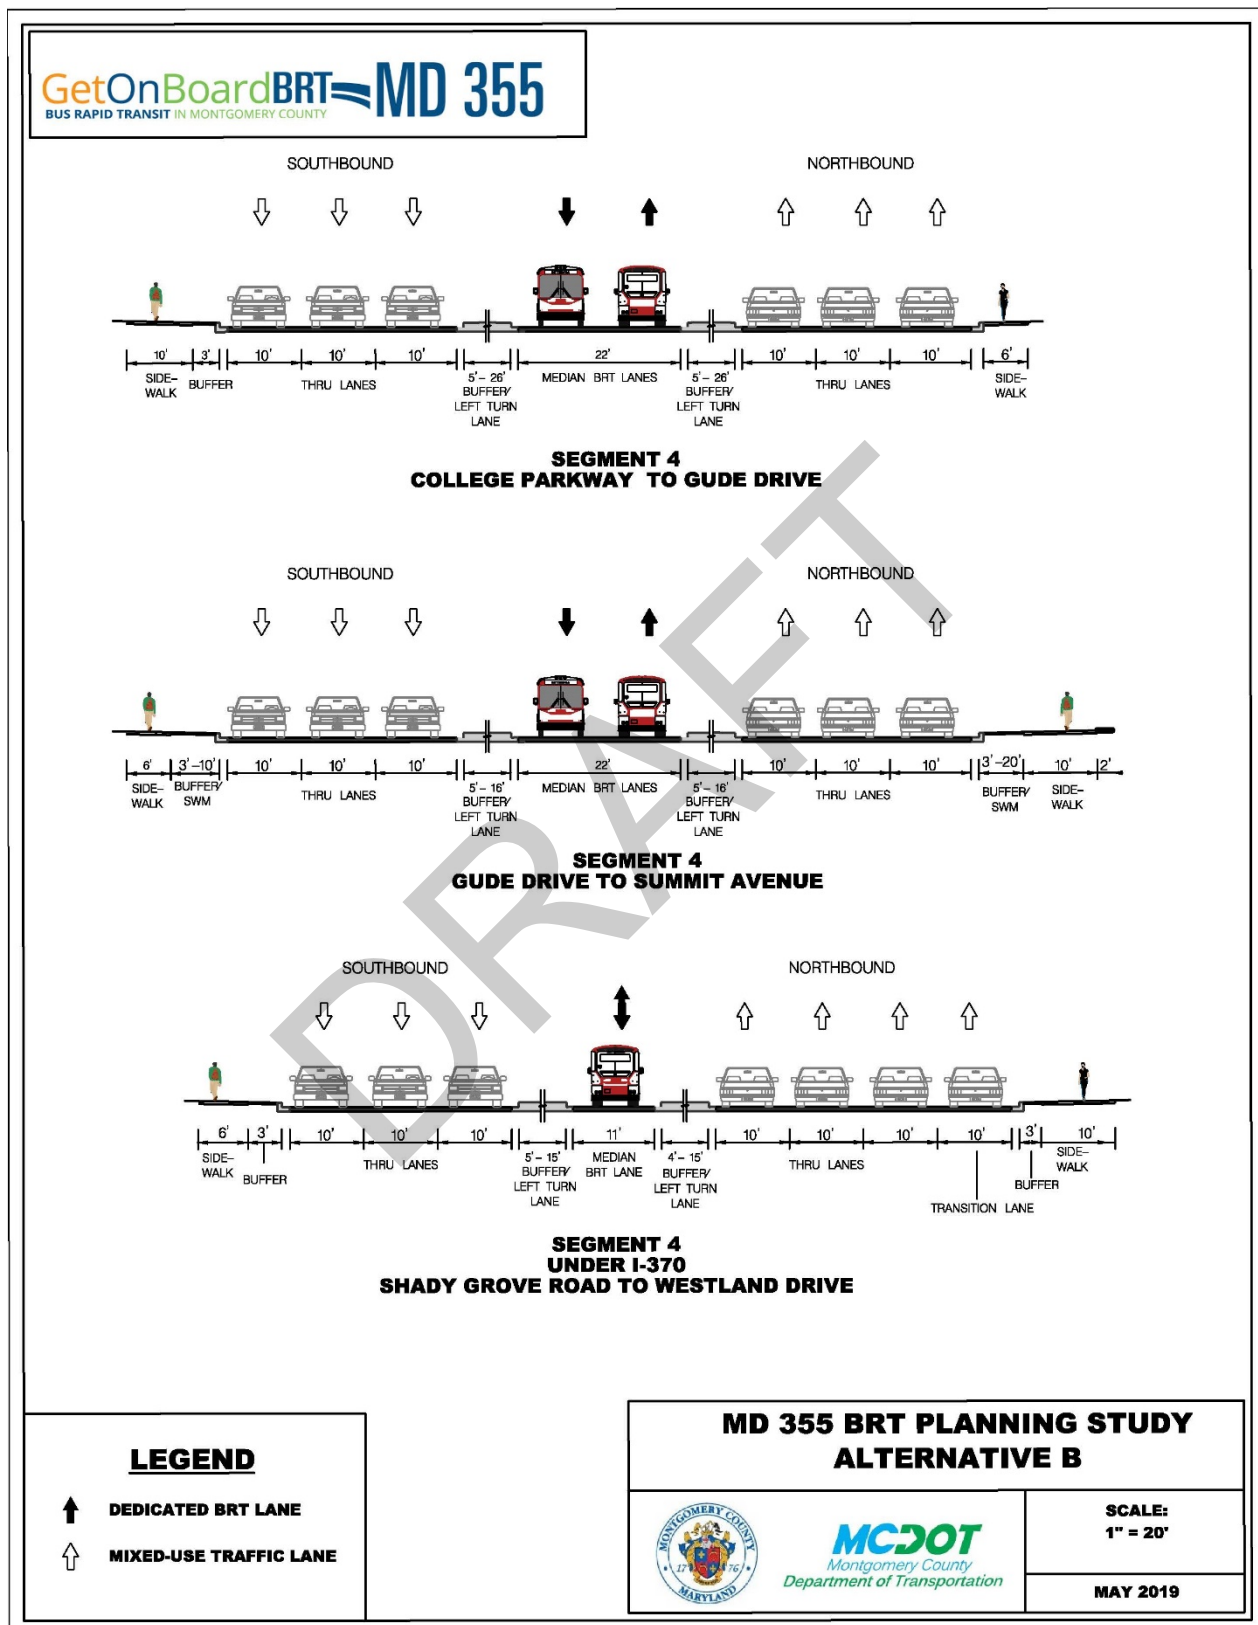 GetOnBoardBRT MD 355
BUS RAPID TRANSIT IN MONTGOMERY COUNTY
SOUTHBOUND
NORTHBOUND
10' 3' 10' 10' 10' 5'- 26' 22' 5'- 26' 10' 10' 10' 6'
SIDE-
WALK
BUFFER
THRU LANES
BUFFER/
LEFT TURN
LANE
MEDIAN BRT LANES
BUFFER/
LEFT TURN
LANE
THRU LANES
SIDE-
WALK
SEGMENT 4
COLLEGE PARKWAY TO GUDE DRIVE
SOUTHBOUND
NORTHBOUND
6' 3'-10' 10' 10' 10' 5'- 16' 22' 5'- 16' 10' 10' 10' 3'-20' 10' 2'
SIDE-
WALK
BUFFER/
SWM
THRU LANES
BUFFER/
LEFT TURN
LANE
MEDIAN BRT LANES
BUFFER/
LEFT TURN
LANE
THRU LANES
BUFFER/
SWM
SIDE-
WALK
SEGMENT 4
GUDE DRIVE TO SUMMIT AVENUE
SOUTHBOUND
NORTHBOUND
6' 3' 10' 10' 10' 5'- 15' 11' 4'- 15' 10' 10' 10' 10' 3' 10'
SIDE-
WALK
BUFFER
THRU LANES
BUFFER/
LEFT TURN
LANE
MEDIAN
BRT LANE
BUFFER/
LEFT TURN
LANE
THRU LANES
TRANSITION LANE
BUFFER
SIDE-
WALK
SEGMENT 4
UNDER I-370
SHADY GROVE ROAD TO WESTLAND DRIVE
DRAFT
LEGEND
DEDICATED BRT LANE
MIXED-USE TRAFFIC LANE
MD 355 BRT PLANNING STUDY
ALTERNATIVE B
MONTGOMERY COUNTY
17 76
MARYLAND
MCDOT
Montgomery County
Department of Transportation
SCALE:
1" = 20'
MAY 2019